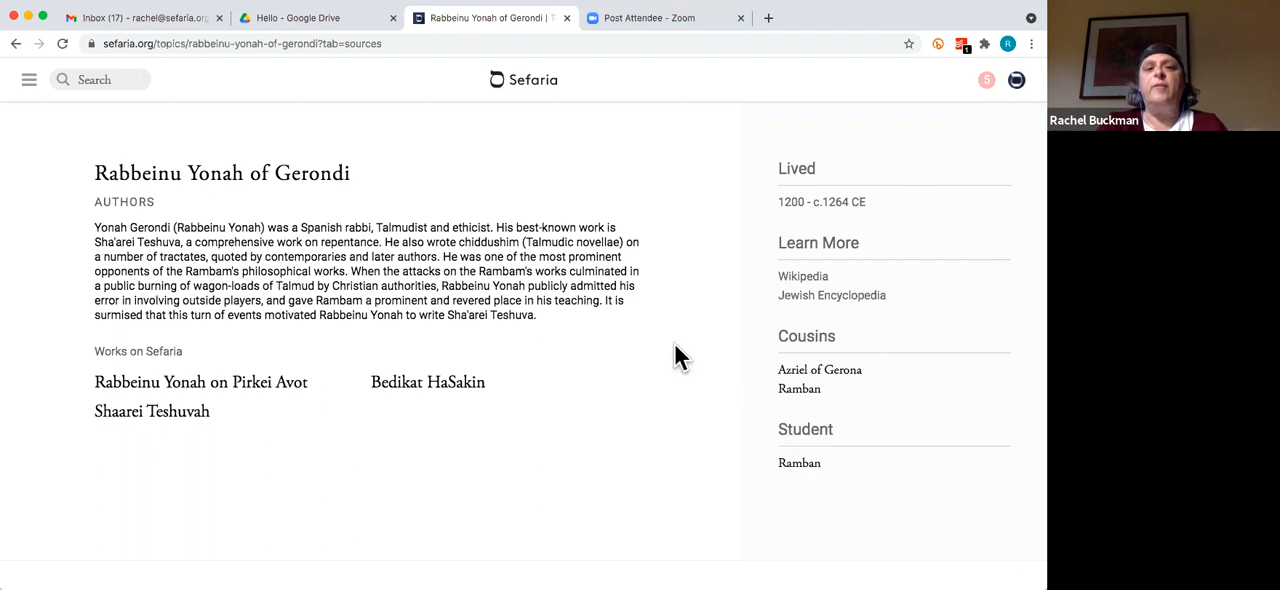 Inbox (17) - rachel@sefaria.org
Hello - Google Drive
Rabbeinu Yonah of Gerondi | T
Post Attendee - Zoom
sefaria.org/topics/rabbeinu-yonah-of-gerondi?tab=sources
1
R
Search
Sefaria
5
Rachel Buckman
Rabbeinu Yonah of Gerondi
AUTHORS
Yonah Gerondi (Rabbeinu Yonah) was a Spanish rabbi, Talmudist and ethicist. His best-known work is
Sha'arei Teshuva, a comprehensive work on repentance. He also wrote chiddushim (Talmudic novellae) on
a number of tractates, quoted by contemporaries and later authors. He was one of the most prominent
opponents of the Rambam's philosophical works. When the attacks on the Rambam's works culminated in
a public burning of wagon-loads of Talmud by Christian authorities, Rabbeinu Yonah publicly admitted his
error in involving outside players, and gave Rambam a prominent and revered place in his teaching. It is
surmised that this turn of events motivated Rabbeinu Yonah to write Sha'arei Teshuva.
Works on Sefaria
Rabbeinu Yonah on Pirkei Avot
Bedikat HaSakin
Shaarei Teshuvah
Lived
1200 - c.1264 CE
Learn More
Wikipedia
Jewish Encyclopedia
Cousins
Azriel of Gerona
Ramban
Student
Ramban